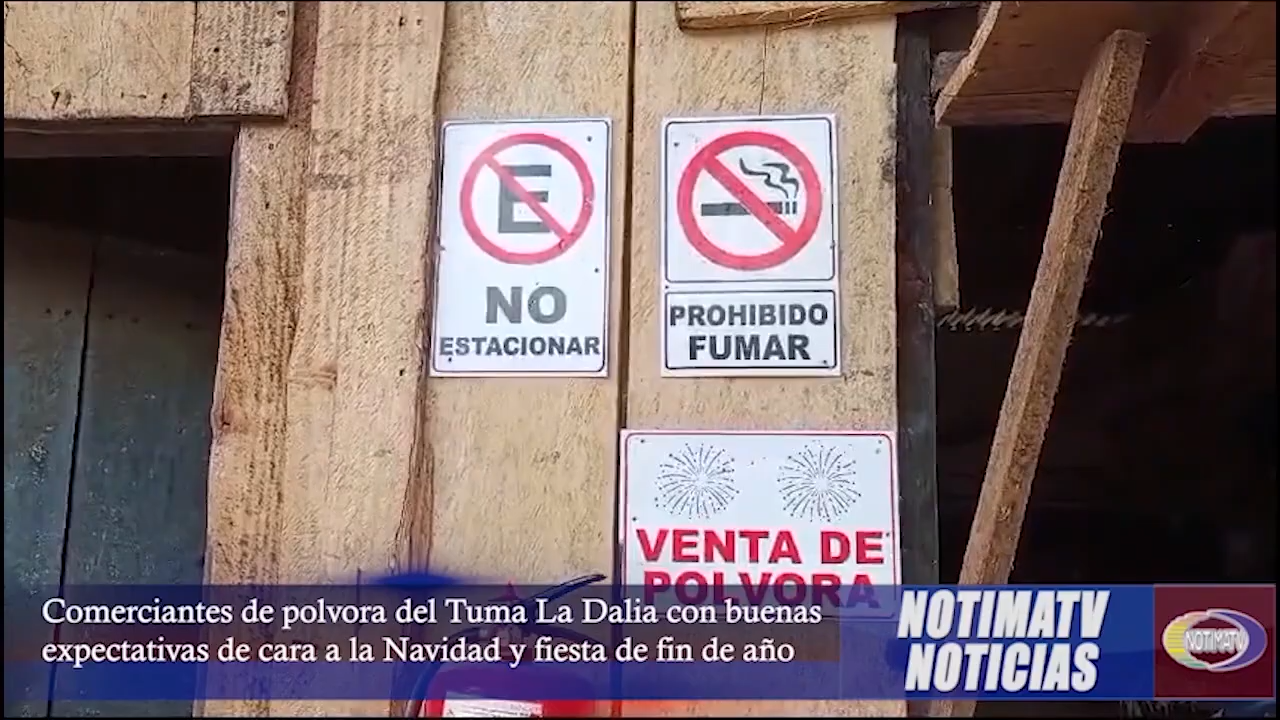 E
NO
ESTACIONAR
PROHIBIDO
FUMAR
VENTA DE
POLVORA
Comerciantes de polvora del Tuma La Dalia con buenas
expectativas de cara a la Navidad y fiesta de fin de año
NOTIMATV
NOTICIAS
NOTIMATV